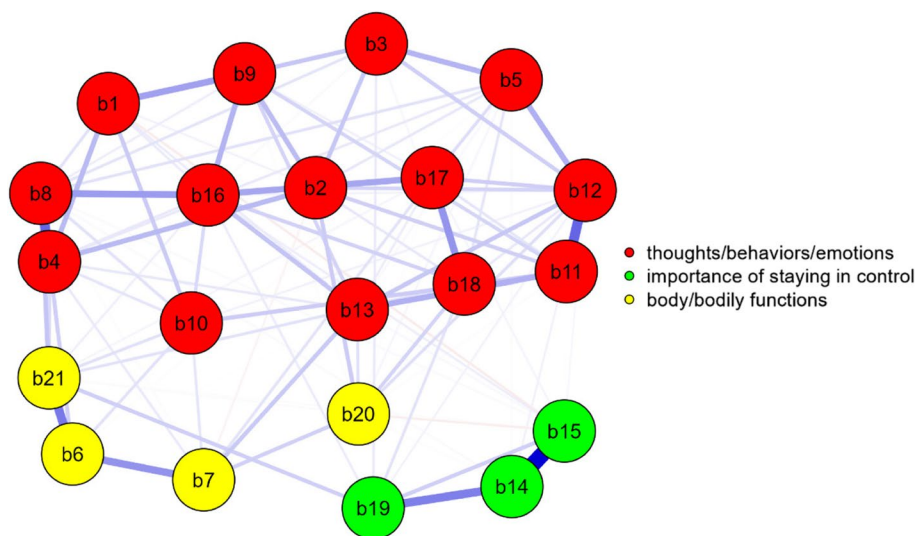 b3
b9
b5
b1
b17
b2
b12
b8
b16
b4
b11
b18
b13
b10
thoughts/behaviors/emotions
importance of staying in control
body/bodily functions
b21
b20
b15
b6
b7
b14
b19